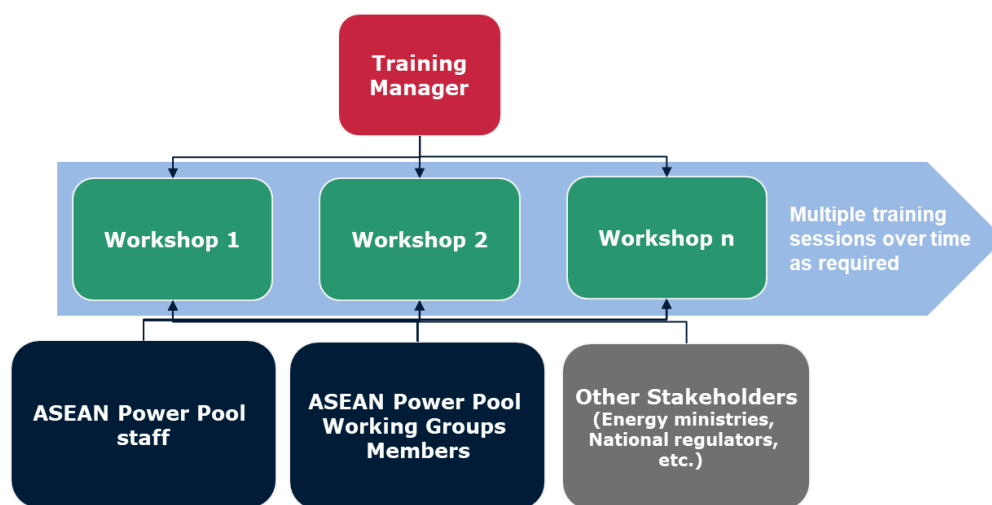 Training
Manager
Workshop 1
Workshop 2
Workshop n
Multiple training
sessions over time
as required
ASEAN Power Pool
staff
ASEAN Power Pool
Working Groups
Members
Other Stakeholders
(Energy ministries,
National regulators,
etc.)